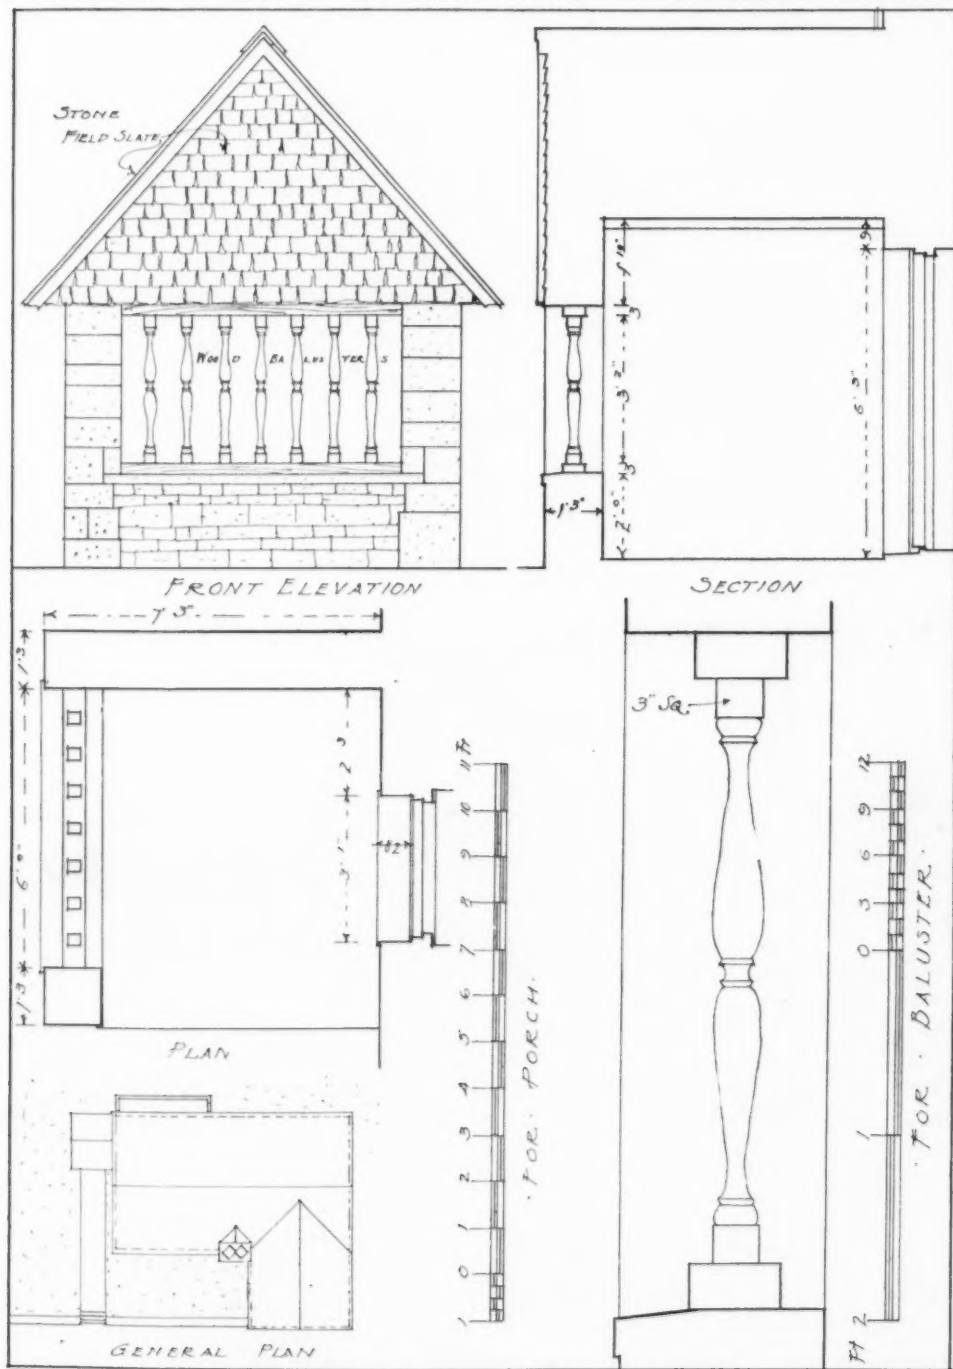 STONE
FIELD SLATE
WOOD BALUSTERS
FRONT ELEVATION
3"
3'2"
3"
2'0"
1'3"
9"
6'3"
SECTION
7'3"
1'3
6'0"
1'3
2'3
3'1"
PLAN
GENERAL PLAN
11 Ft
10
9
8
7
6
5
4
3
2
1
0
1
FOR. PORCH.
3" SQ.
12
9
6
3
0
1
2 Ft
FOR. BALUSTER.